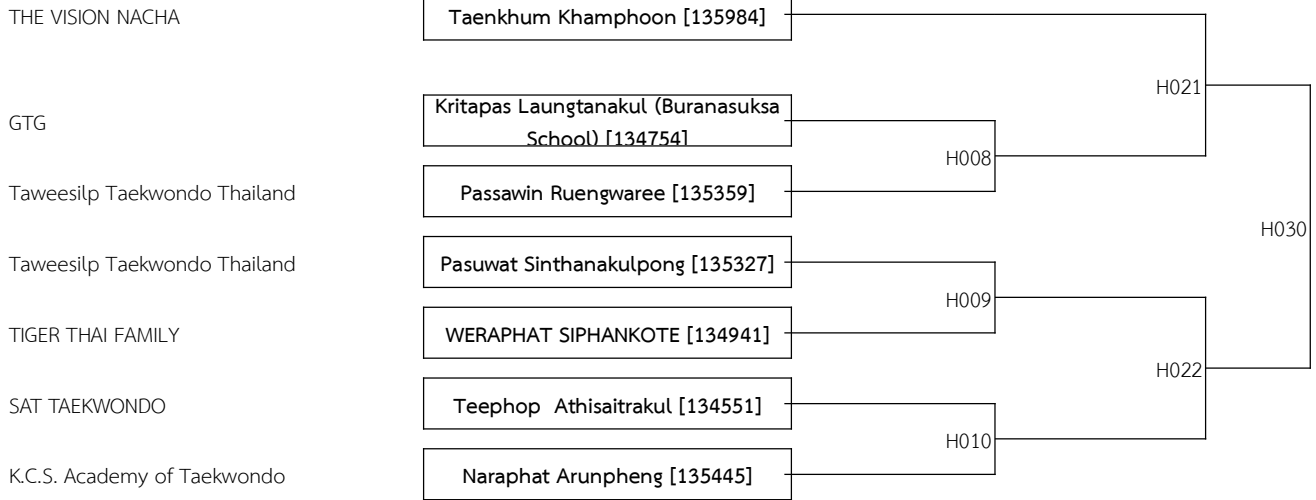 THE VISION NACHA
Taenkhum Khamphoon [135984]
H021
GTG
Kritapas Laungtanakul (Buranasuksa
School) [134754]
H008
Taweesilp Taekwondo Thailand
Passawin Ruengwaree [135359]
H030
Taweesilp Taekwondo Thailand
Pasuwat Sinthanakulpong [135327]
H009
TIGER THAI FAMILY
WERAPHAT SIPHANKOTE [134941]
H022
SAT TAEKWONDO
Teephop  Athisaitrakul [134551]
H010
K.C.S. Academy of Taekwondo
Naraphat Arunpheng [135445]